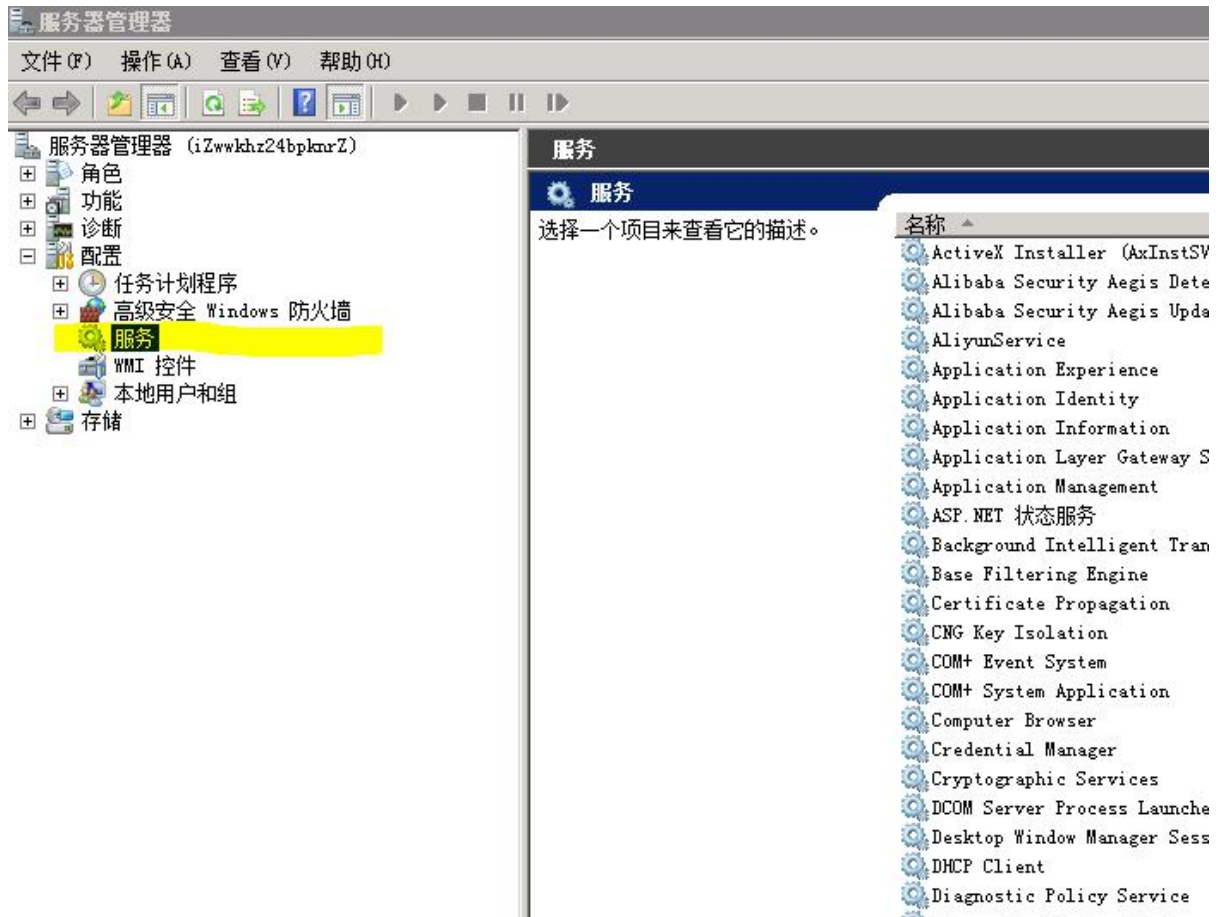 服务器管理器
文件(F) 操作(A) 查看(V) 帮助(H)
服务器管理器 (iZwwkhz24bpknrZ)
角色
功能
诊断
配置
任务计划程序
高级安全 Windows 防火墙
服务
WMI 控件
本地用户和组
存储
服务
服务
选择一个项目来查看它的描述。
名称
ActiveX Installer (AxInstSV
Alibaba Security Aegis Dete
Alibaba Security Aegis Upda
AliyunService
Application Experience
Application Identity
Application Information
Application Layer Gateway S
Application Management
ASP.NET 状态服务
Background Intelligent Tran
Base Filtering Engine
Certificate Propagation
CNG Key Isolation
COM+ Event System
COM+ System Application
Computer Browser
Credential Manager
Cryptographic Services
DCOM Server Process Launche
Desktop Window Manager Sess
DHCP Client
Diagnostic Policy Service